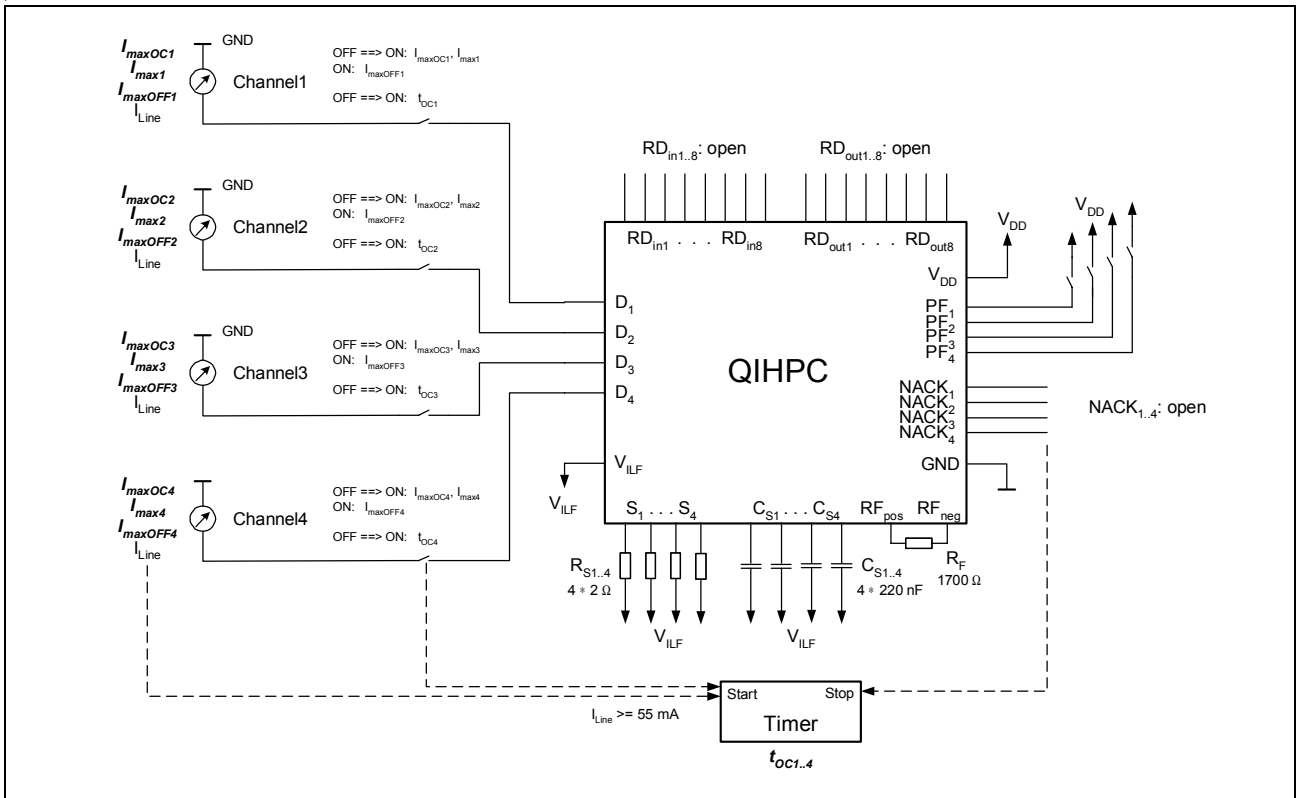 I_maxOC1
I_max1
I_maxOFF1
I_Line
GND
Channel1
OFF ==> ON: I_maxOC1, I_max1
ON: I_maxOFF1
OFF ==> ON: t_OC1
I_maxOC2
I_max2
I_maxOFF2
I_Line
GND
Channel2
OFF ==> ON: I_maxOC2, I_max2
ON: I_maxOFF2
OFF ==> ON: t_OC2
I_maxOC3
I_max3
I_maxOFF3
I_Line
GND
Channel3
OFF ==> ON: I_maxOC3, I_max3
ON: I_maxOFF3
OFF ==> ON: t_OC3
I_maxOC4
I_max4
I_maxOFF4
I_Line
GND
Channel4
OFF ==> ON: I_maxOC4, I_max4
ON: I_maxOFF4
OFF ==> ON: t_OC4
RD_in1..8: open
RD_out1..8: open
RD_in1 . . . RD_in8
RD_out1 . . . RD_out8
V_DD
V_DD
V_DD
PF_1
PF_2
PF_3
PF_4
D_1
D_2
D_3
D_4
QIHPC
NACK_1
NACK_2
NACK_3
NACK_4
NACK_1..4: open
GND
V_ILF
V_ILF
S_1 . . . S_4
C_S1 . . . C_S4
RF_pos
RF_neg
R_S1..4
4 * 2 Ω
C_S1..4
4 * 220 nF
R_F
1700 Ω
V_ILF
V_ILF
Start
Stop
Timer
I_Line >= 55 mA
t_OC1..4